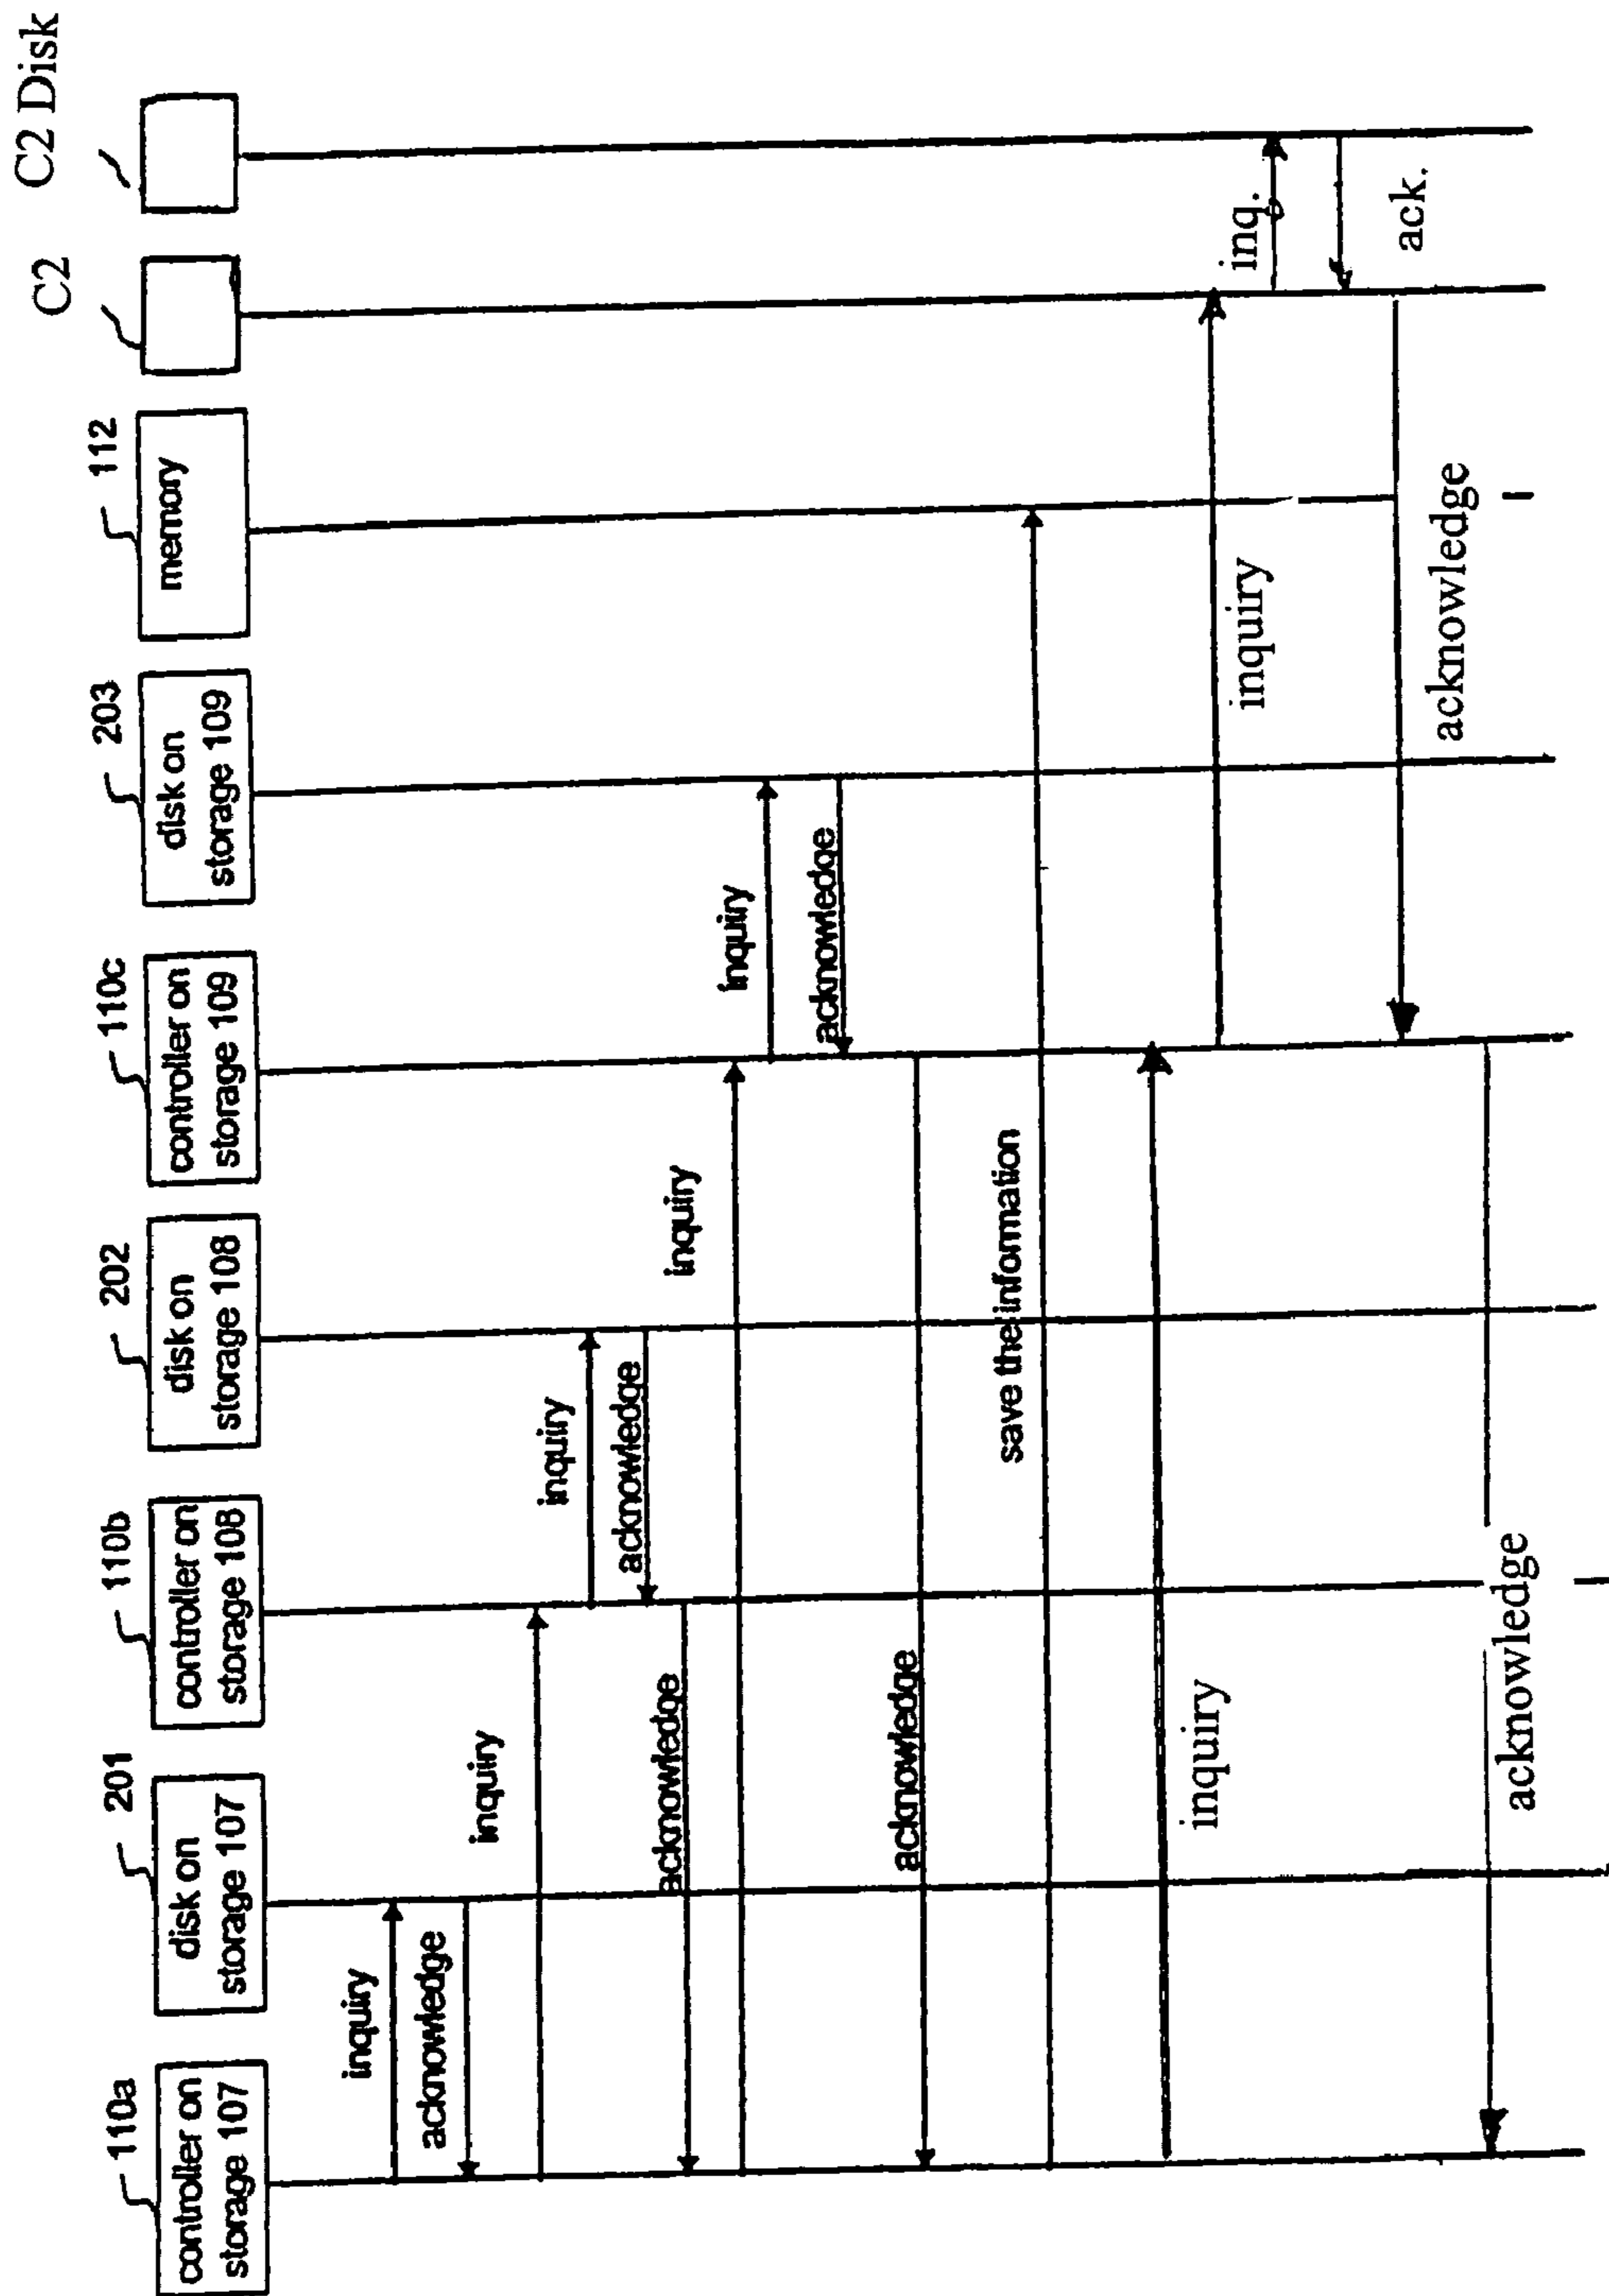 110a
controller on
storage 107
201
disk on
storage 107
110b
controller on
storage 108
202
disk on
storage 108
110c
controller on
storage 109
203
disk on
storage 109
112
memory
C2
C2 Disk
inquiry
acknowledge
inquiry
inquiry
acknowledge
acknowledge
inquiry
inquiry
acknowledge
acknowledge
save the information
inquiry
inquiry
inq.
ack.
acknowledge
acknowledge